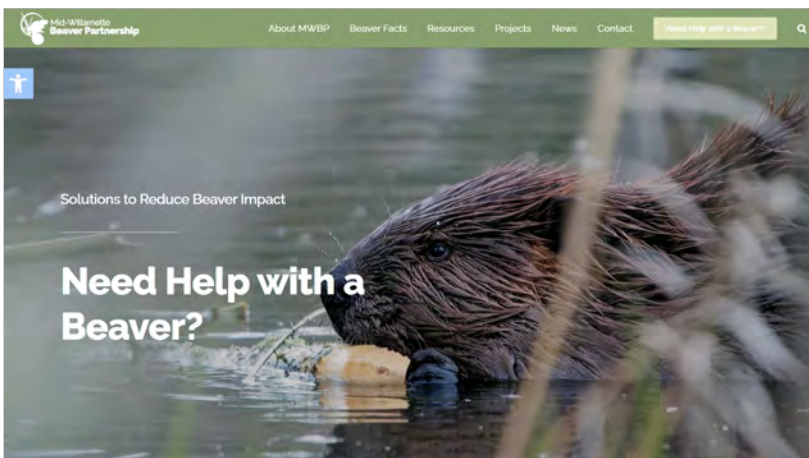 Mid-Willamette
Beaver Partnership
About MWBP
Beaver Facts
Resources
Projects
News
Contact
Need Help with a Beaver?
Solutions to Reduce Beaver Impact
Need Help with a
Beaver?